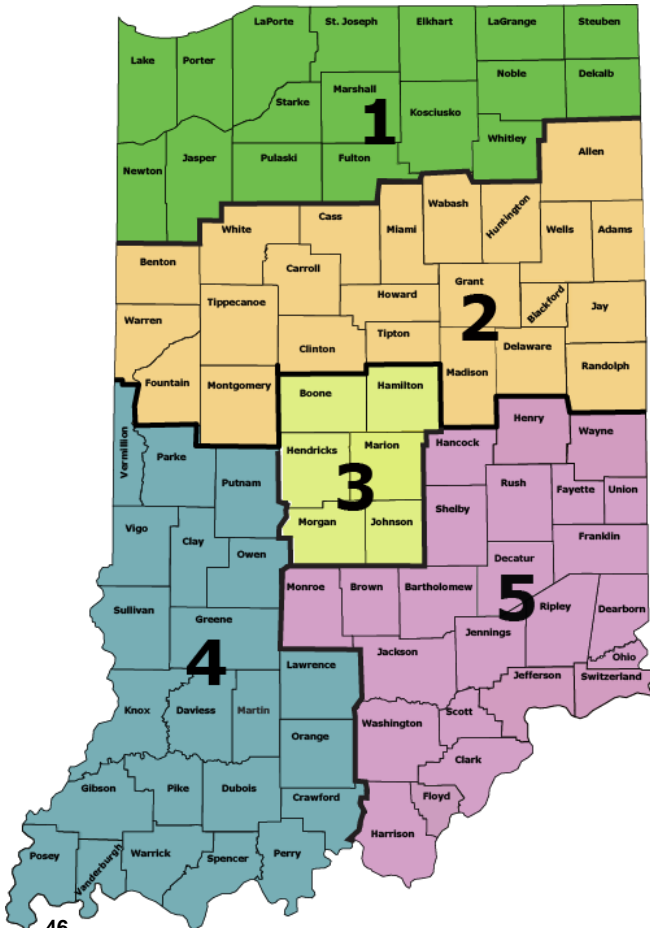 LaPorte
St. Joseph
Elkhart
LaGrange
Steuben
Lake
Porter
Noble
Dekalb
Starke
Marshall
1
Kosciusko
Whitley
Newton
Jasper
Pulaski
Fulton
Allen
White
Cass
Miami
Wabash
Huntington
Wells
Adams
Benton
Carroll
Grant
Tippecanoe
Howard
Blackford
Jay
Warren
2
Tipton
Clinton
Delaware
Fountain
Montgomery
Madison
Randolph
Boone
Hamilton
Henry
Wayne
Vermillion
Parke
Hendricks
Marion
Hancock
Putnam
3
Rush
Fayette
Union
Vigo
Morgan
Johnson
Shelby
Clay
Owen
Franklin
Decatur
Monroe
Brown
Bartholomew
5
Sullivan
Greene
Ripley
Dearborn
Jennings
4
Lawrence
Jackson
Ohio
Jefferson
Switzerland
Knox
Daviess
Martin
Washington
Scott
Orange
Clark
Gibson
Pike
Dubois
Crawford
Floyd
Harrison
Posey
Vanderburgh
Warrick
Spencer
Perry
46